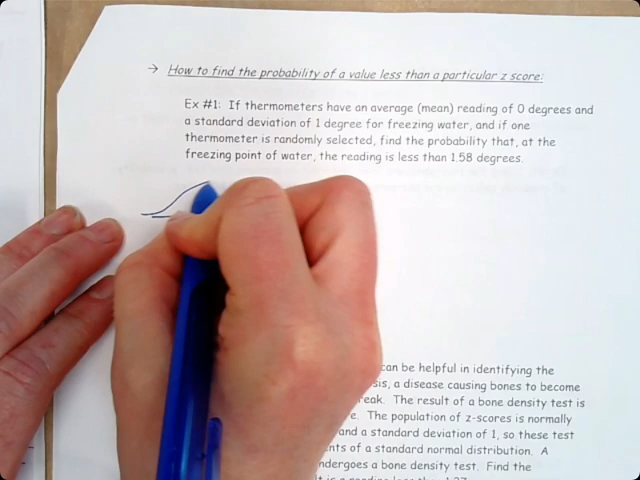 → How to find the probability of a value less than a particular z score:
Ex #1: If thermometers have an average (mean) reading of 0 degrees and
a standard deviation of 1 degree for freezing water, and if one
thermometer is randomly selected, find the probability that, at the
freezing point of water, the reading is less than 1.58 degrees.
can be helpful in identifying the
a disease causing bones to become
The result of a bone density test is
The population of z-scores is normally
and a standard deviation of 1, so these test
of a standard normal distribution. A
undergoes a bone density test. Find the
is a reading less than